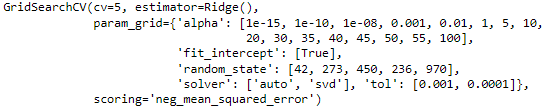 GridSearchCV(cv=5, estimator=Ridge(),
param_grid={'alpha': [1e-15, 1e-10, 1e-08, 0.001, 0.01, 1, 5, 10,
20, 30, 35, 40, 45, 50, 55, 100],
'fit_intercept': [True],
'random_state': [42, 273, 450, 236, 970],
'solver': ['auto', 'svd'], 'tol': [0.001, 0.0001]},
scoring='neg_mean_squared_error')